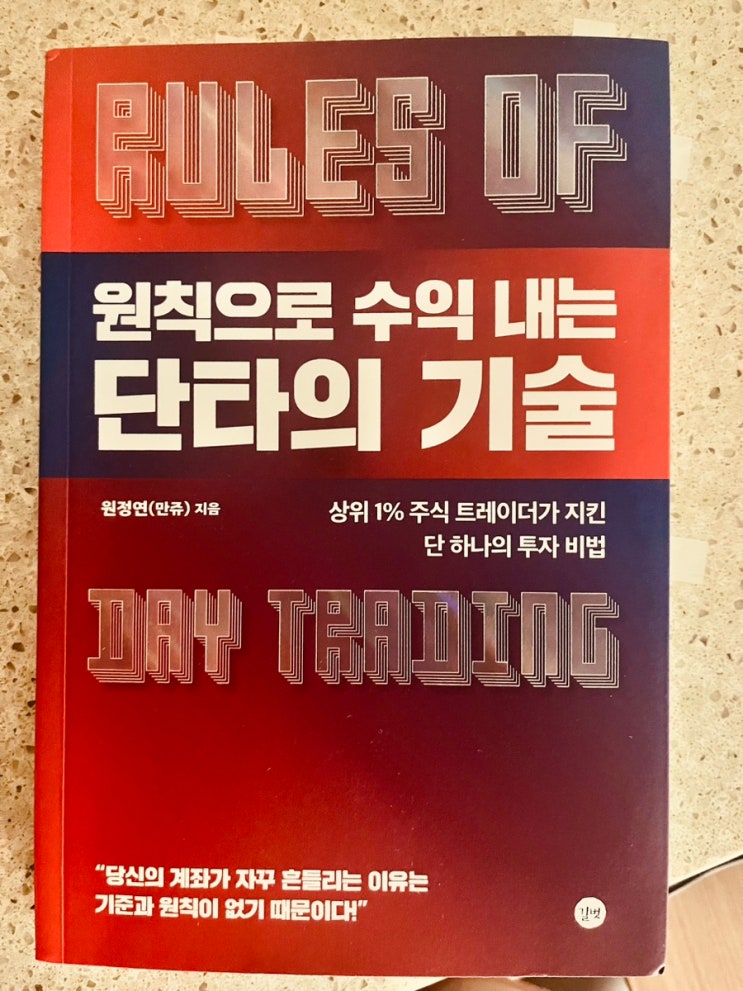 RULES OF
원칙으로 수익 내는
단타의 기술
원정연(만쥬) 지음
상위 1% 주식 트레이더가 지킨
단 하나의 투자 비법
DAY TRADING
“당신의 계좌가 자꾸 흔들리는 이유는
기준과 원칙이 없기 때문이다!”
길벗